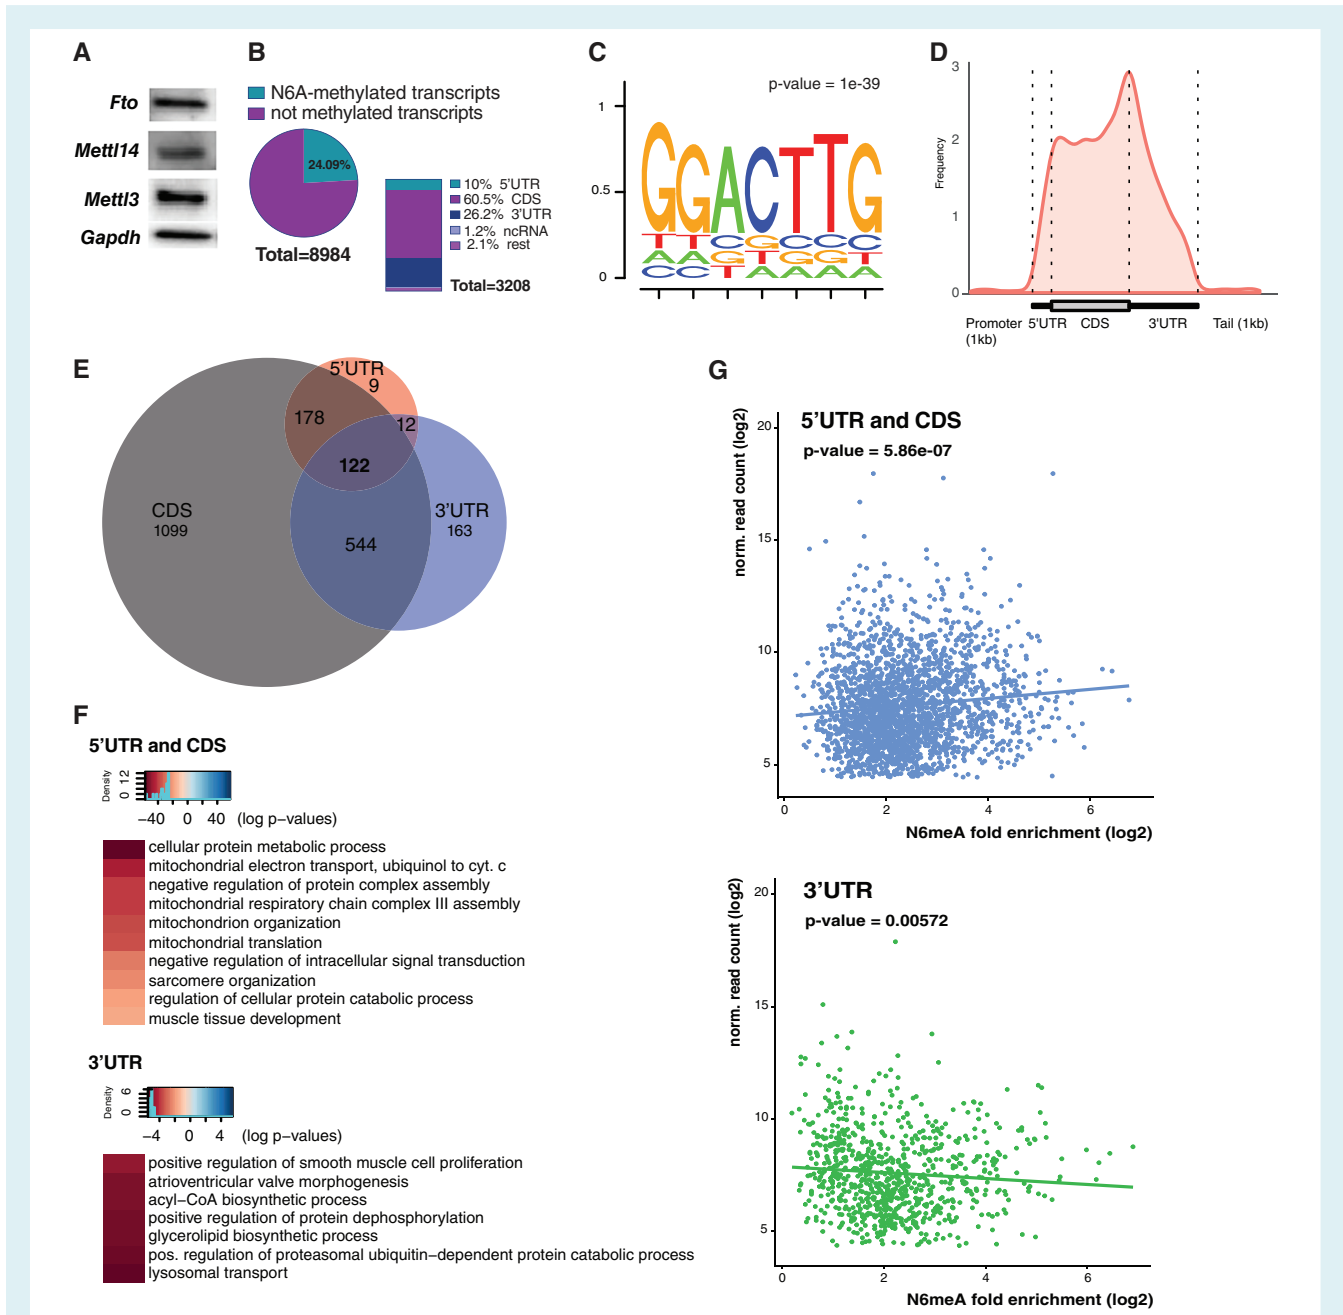 A
Fto
Mettl14
Mettl3
Gapdh
B
N6A-methylated transcripts
not methylated transcripts
24.09%
Total=8984
10% 5'UTR
60.5% CDS
26.2% 3'UTR
1.2% ncRNA
2.1% rest
Total=3208
C
p-value = 1e-39
1
0.5
0
GGACTTG
TTCGCCC
AAGTGGT
CCTAAAA
D
Frequency
3
2
1
0
Promoter (1kb)
5'UTR
CDS
3'UTR
Tail (1kb)
E
5'UTR
9
178
12
122
CDS
1099
3'UTR
163
544
F
5'UTR and CDS
Density
0 12
−40 0 40 (log p−values)
cellular protein metabolic process
mitochondrial electron transport, ubiquinol to cyt. c
negative regulation of protein complex assembly
mitochondrial respiratory chain complex III assembly
mitochondrion organization
mitochondrial translation
negative regulation of intracellular signal transduction
sarcomere organization
regulation of cellular protein catabolic process
muscle tissue development
3'UTR
Density
0 6
−4 0 4 (log p−values)
positive regulation of smooth muscle cell proliferation
atrioventricular valve morphogenesis
acyl−CoA biosynthetic process
positive regulation of protein dephosphorylation
glycerolipid biosynthetic process
pos. regulation of proteasomal ubiquitin−dependent protein catabolic process
lysosomal transport
G
5'UTR and CDS
p-value = 5.86e-07
norm. read count (log2)
20
15
10
5
0 2 4 6
N6meA fold enrichment (log2)
3'UTR
p-value = 0.00572
norm. read count (log2)
20
15
10
5
0 2 4 6
N6meA fold enrichment (log2)